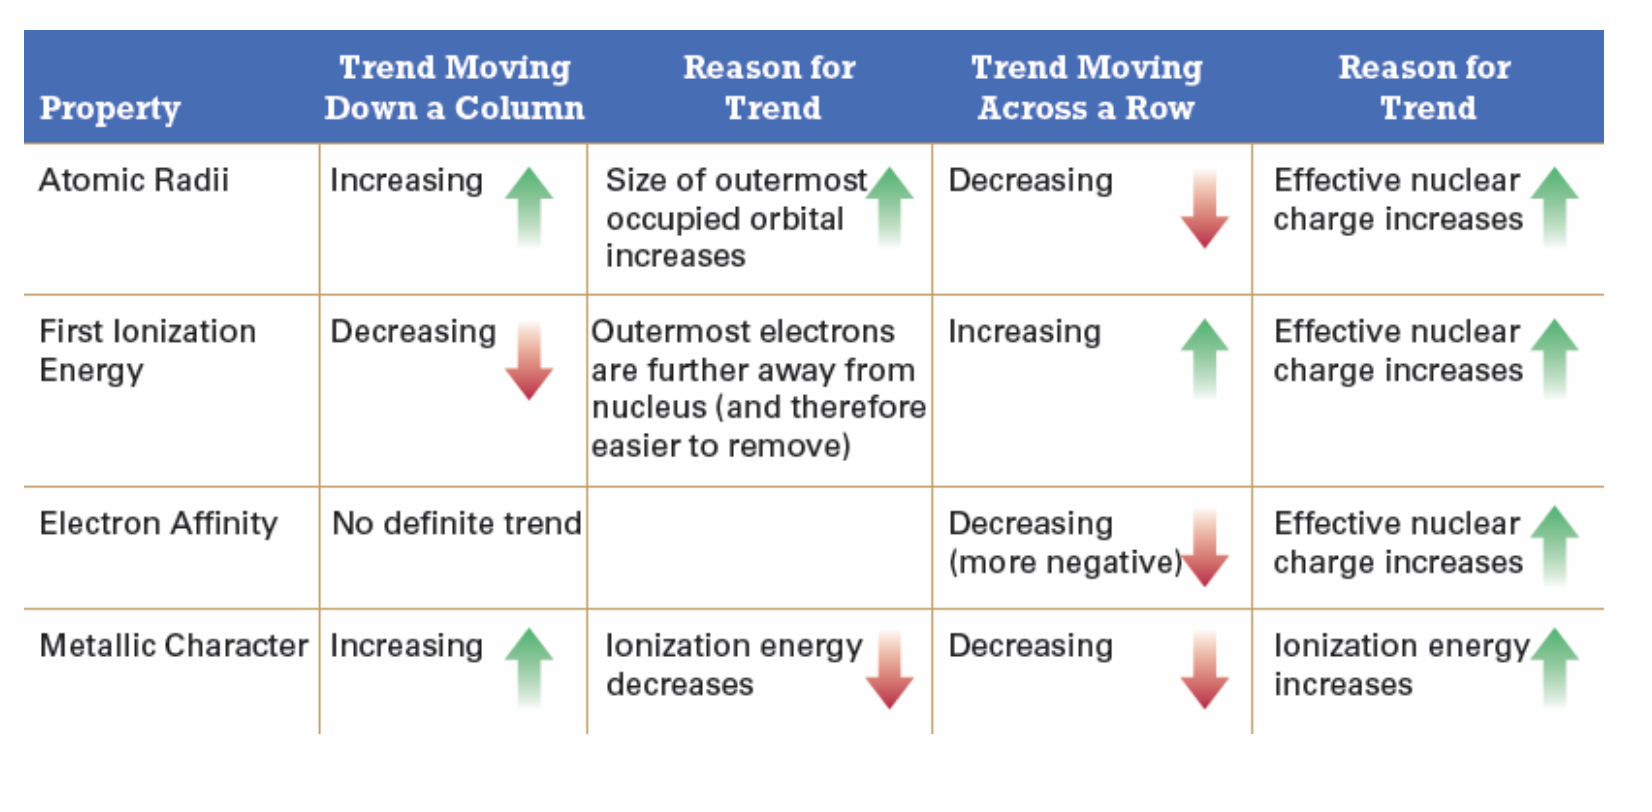 Property
Trend Moving
Down a Column
Reason for
Trend
Trend Moving
Across a Row
Reason for
Trend
Atomic Radii
Increasing
Size of outermost
occupied orbital
increases
Decreasing
Effective nuclear
charge increases
First Ionization
Energy
Decreasing
Outermost electrons
are further away from
nucleus (and therefore
easier to remove)
Increasing
Effective nuclear
charge increases
Electron Affinity
No definite trend
Decreasing
(more negative)
Effective nuclear
charge increases
Metallic Character
Increasing
Ionization energy
decreases
Decreasing
Ionization energy
increases